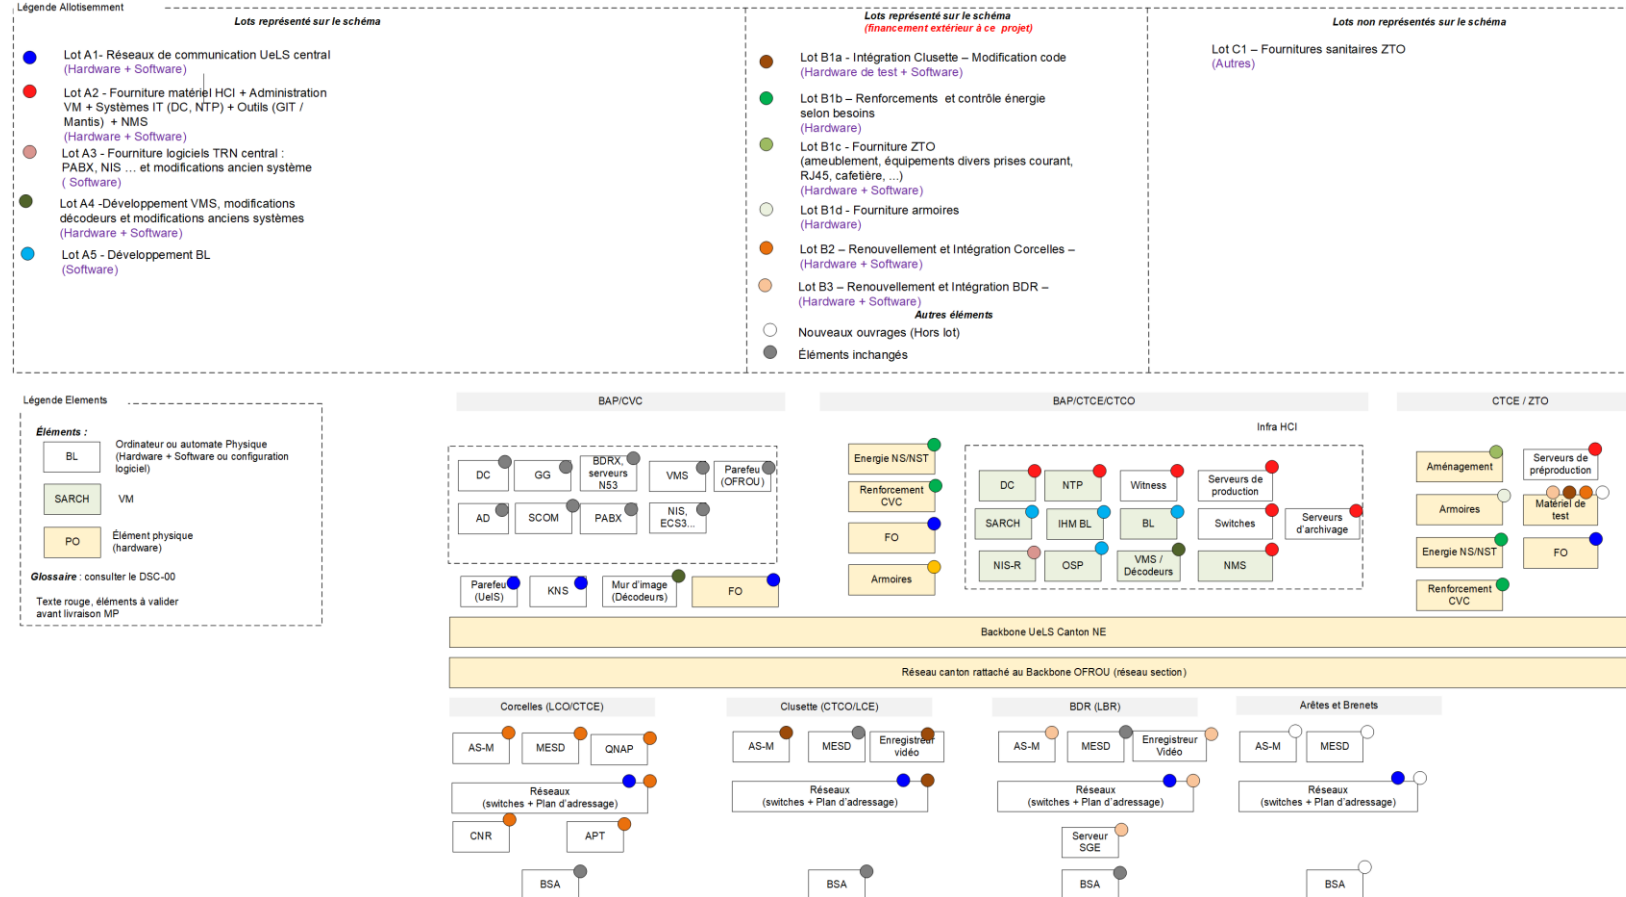 Légende Allotisemment
Lots représenté sur le schéma
Lot A1- Réseaux de communication UeLS central
(Hardware + Software)
Lot A2 - Fourniture matériel HCI + Administration
VM + Systèmes IT (DC, NTP) + Outils (GIT /
Mantis) + NMS
(Hardware + Software)
Lot A3 - Fourniture logiciels TRN central :
PABX, NIS ... et modifications ancien système
( Software)
Lot A4 -Développement VMS, modifications
décodeurs et modifications anciens systèmes
(Hardware + Software)
Lot A5 - Développement BL
(Software)
Lots représenté sur le schéma
(financement extérieur à ce projet)
Lot B1a - Intégration Clusette – Modification code
(Hardware de test + Software)
Lot B1b – Renforcements et contrôle énergie
selon besoins
(Hardware)
Lot B1c - Fourniture ZTO
(ameublement, équipements divers prises courant,
RJ45, cafetière, ...)
(Hardware + Software)
Lot B1d - Fourniture armoires
(Hardware)
Lot B2 – Renouvellement et Intégration Corcelles –
(Hardware + Software)
Lot B3 – Renouvellement et Intégration BDR –
(Hardware + Software)
Autres éléments
Nouveaux ouvrages (Hors lot)
Éléments inchangés
Lots non représentés sur le schéma
Lot C1 – Fournitures sanitaires ZTO
(Autres)
Légende Elements
Éléments :
BL
Ordinateur ou automate Physique
(Hardware + Software ou configuration
logiciel)
SARCH
VM
PO
Élément physique
(hardware)
Glossaire : consulter le DSC-00
Texte rouge, éléments à valider
avant livraison MP
BAP/CVC
DC
GG
BDRX,
serveurs
N53
VMS
Parefeu
(OFROU)
AD
SCOM
PABX
NIS,
ECS3...
Parefeu
(UelS)
KNS
Mur d'image
(Décodeurs)
FO
BAP/CTCE/CTCO
Infra HCI
Energie NS/NST
Renforcement
CVC
FO
Armoires
DC
NTP
Witness
Serveurs de
production
SARCH
IHM BL
BL
Switches
Serveurs
d'archivage
NIS-R
OSP
VMS /
Décodeurs
NMS
CTCE / ZTO
Aménagement
Serveurs de
préproduction
Armoires
Matériel de
test
Energie NS/NST
FO
Renforcement
CVC
Backbone UeLS Canton NE
Réseau canton rattaché au Backbone OFROU (réseau section)
Corcelles (LCO/CTCE)
AS-M
MESD
QNAP
Réseaux
(switches + Plan d'adressage)
CNR
APT
BSA
Clusette (CTCO/LCE)
AS-M
MESD
Enregistreur
vidéo
Réseaux
(switches + Plan d'adressage)
BSA
BDR (LBR)
AS-M
MESD
Enregistreur
Vidéo
Réseaux
(switches + Plan d'adressage)
Serveur
SGE
BSA
Arêtes et Brenets
AS-M
MESD
Réseaux
(switches + Plan d'adressage)
BSA